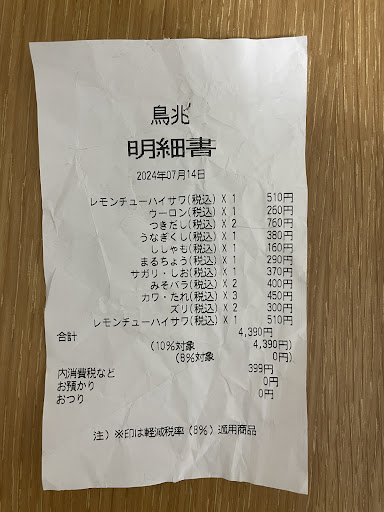 鳥兆
明細書
2024年07月14日
レモンチューハイサワ(税込) X 1 510円
ウーロン(税込) X 1 260円
つきだし(税込) X 2 760円
うなぎくし(税込) X 1 380円
ししゃも(税込) X 1 160円
まるちょう(税込) X 1 290円
サガリ・しお(税込) X 1 370円
みそバラ(税込) X 2 400円
カワ・たれ(税込) X 3 450円
ズリ(税込) X 2 300円
レモンチューハイサワ(税込) X 1 510円
合計 4,390円
(10%対象 4,390円)
(8%対象 0円)
内消費税など 399円
お預かり 0円
おつり 0円
注) ※印は軽減税率(8%)適用商品